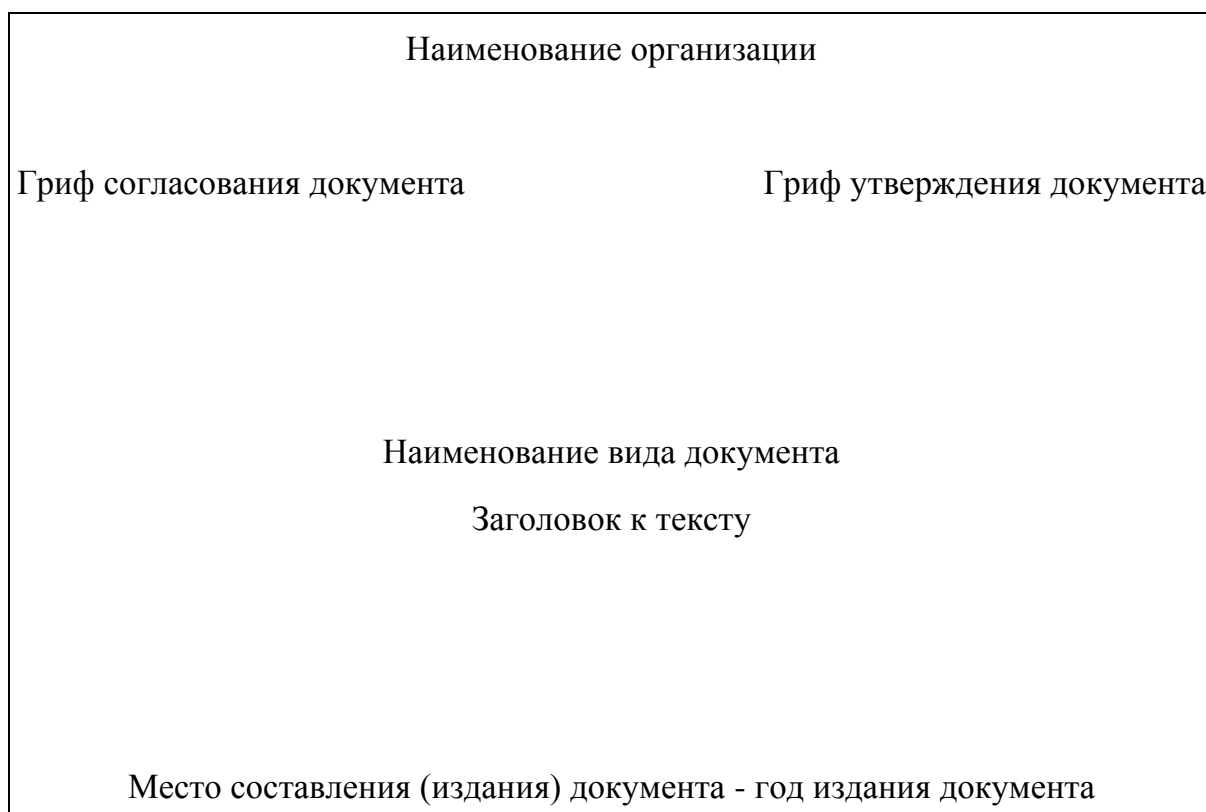 Наименование организации
Гриф согласования документа Гриф утверждения документа
Наименование вида документа
Заголовок к тексту
Место составления (издания) документа - год издания документа